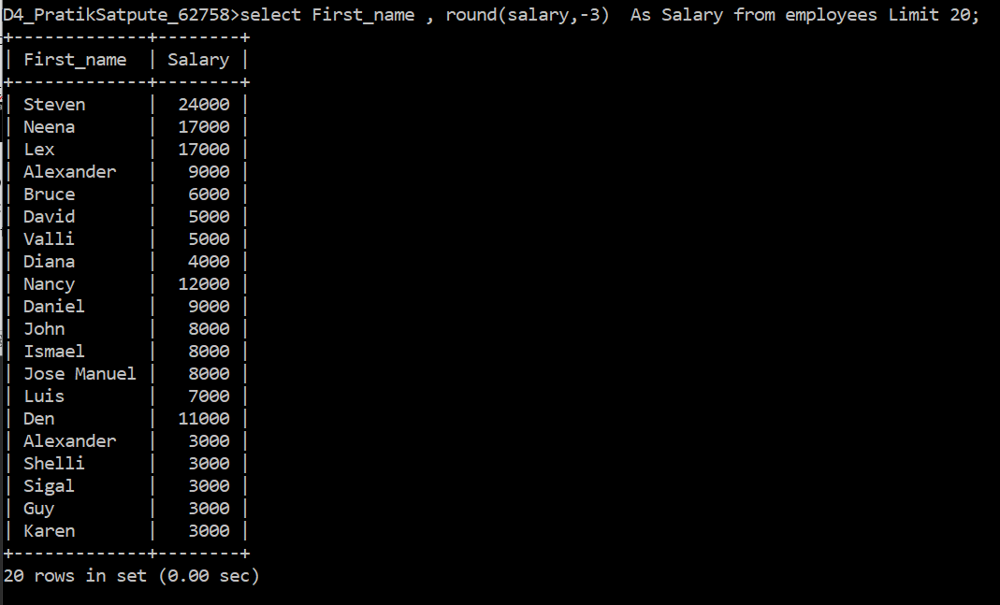 D4_PratikSatpute_62758>select First_name , round(salary,-3)  As Salary from employees Limit 20;
+-------------+--------+
| First_name  | Salary |
+-------------+--------+
| Steven      |  24000 |
| Neena       |  17000 |
| Lex         |  17000 |
| Alexander   |   9000 |
| Bruce       |   6000 |
| David       |   5000 |
| Valli       |   5000 |
| Diana       |   4000 |
| Nancy       |  12000 |
| Daniel      |   9000 |
| John        |   8000 |
| Ismael      |   8000 |
| Jose Manuel |   8000 |
| Luis        |   7000 |
| Den         |  11000 |
| Alexander   |   3000 |
| Shelli      |   3000 |
| Sigal       |   3000 |
| Guy         |   3000 |
| Karen       |   3000 |
+-------------+--------+
20 rows in set (0.00 sec)